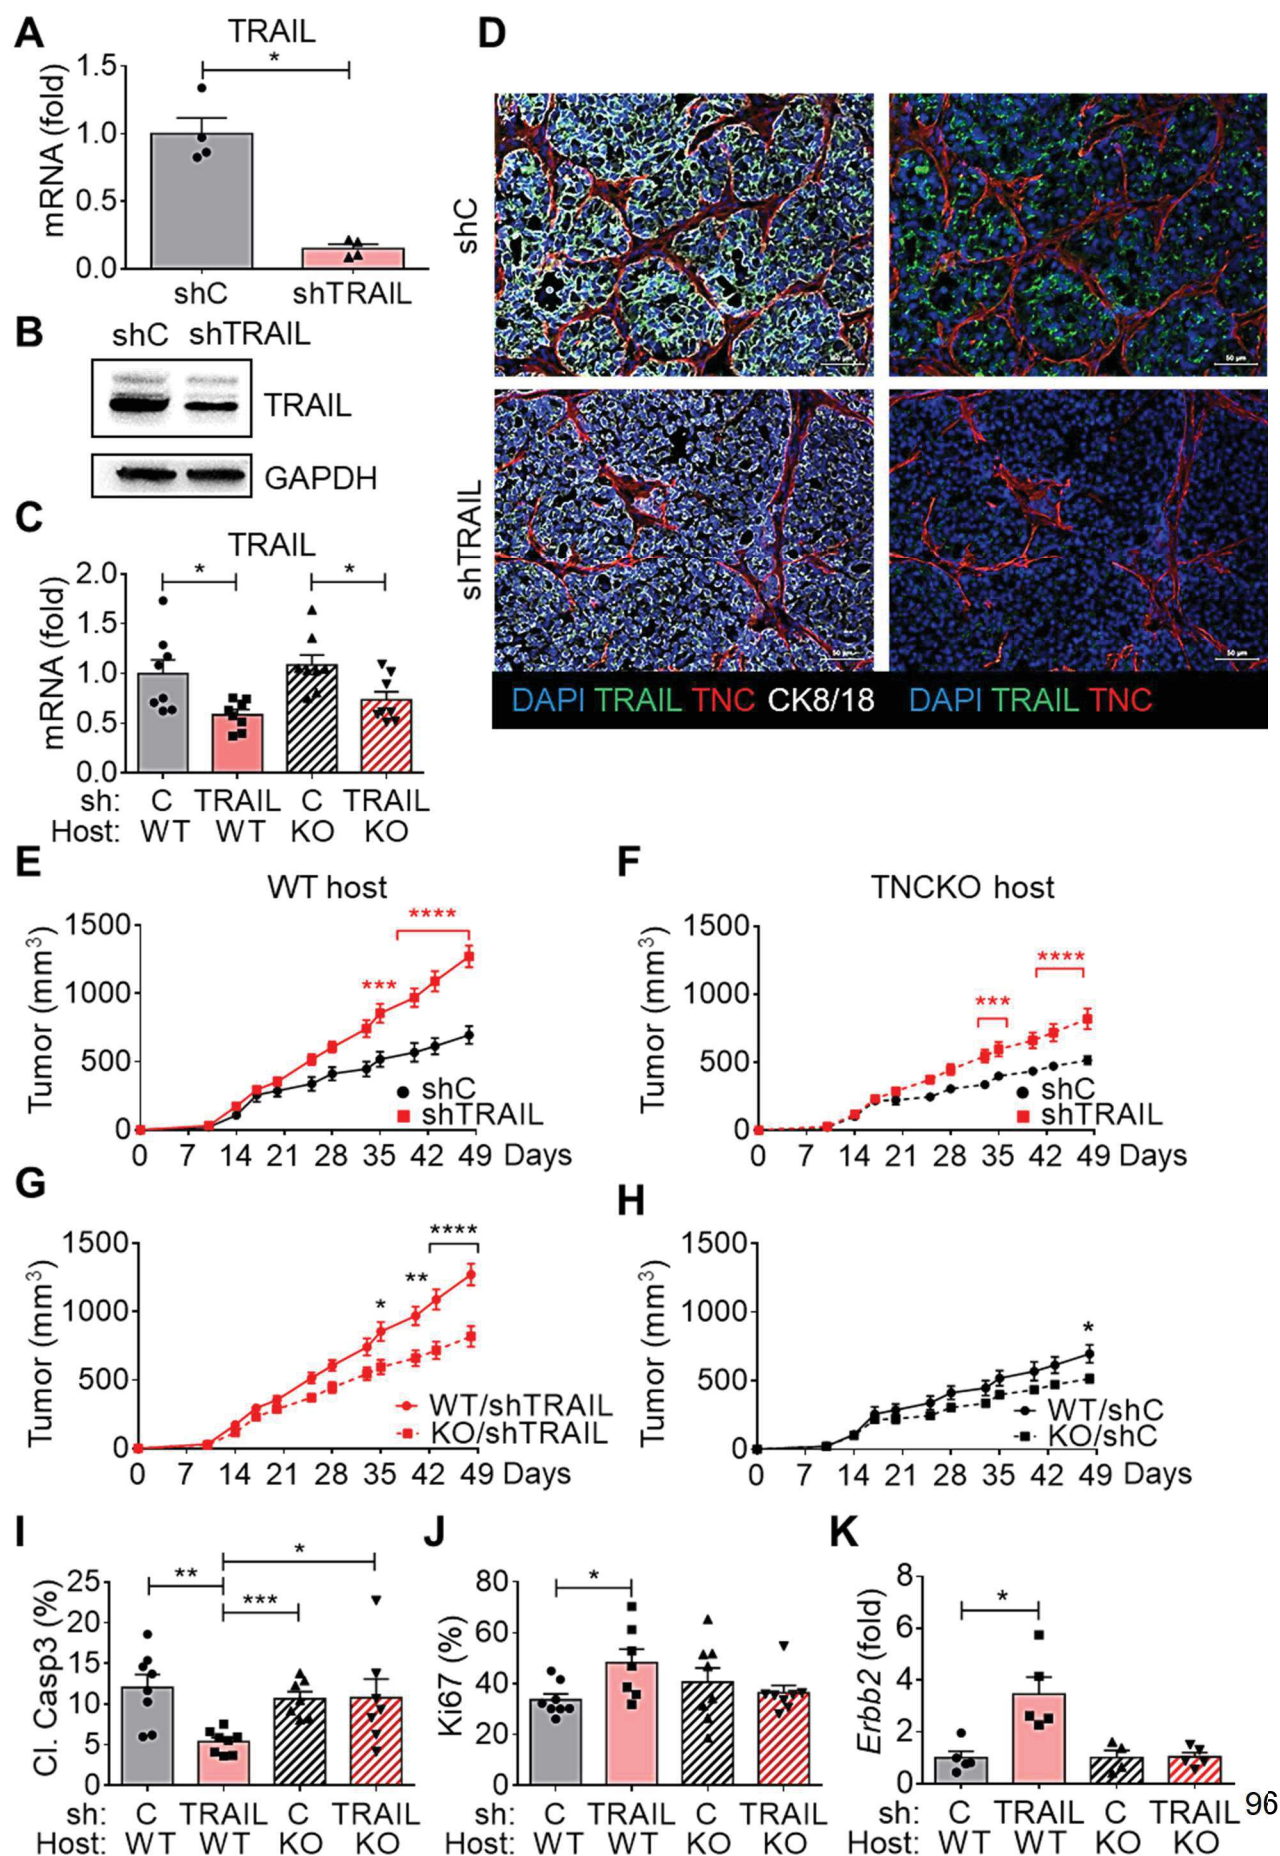 A
TRAIL
*
mRNA (fold)
1.5
1.0
0.5
0.0
shC
shTRAIL
B
shC shTRAIL
TRAIL
GAPDH
C
TRAIL
* *
mRNA (fold)
2.0
1.5
1.0
0.5
0.0
sh: C TRAIL C TRAIL
Host: WT WT KO KO
D
shC
50 µm
shTRAIL
50 µm
50 µm
DAPI TRAIL TNC CK8/18
DAPI TRAIL TNC
E
WT host
Tumor (mm³)
1500
1000
500
0
***
****
shC
shTRAIL
0 7 14 21 28 35 42 49 Days
F
TNCKO host
Tumor (mm³)
1500
1000
500
0
***
****
shC
shTRAIL
0 7 14 21 28 35 42 49 Days
G
Tumor (mm³)
1500
1000
500
0
*
**
****
WT/shTRAIL
KO/shTRAIL
0 7 14 21 28 35 42 49 Days
H
Tumor (mm³)
1500
1000
500
0
*
WT/shC
KO/shC
0 7 14 21 28 35 42 49 Days
I
Cl. Casp3 (%)
25
20
15
10
5
0
*
**
***
sh: C TRAIL C TRAIL
Host: WT WT KO KO
J
Ki67 (%)
80
60
40
20
0
*
sh: C TRAIL C TRAIL
Host: WT WT KO KO
K
Erbb2 (fold)
8
6
4
2
0
*
sh: C TRAIL C TRAIL
Host: WT WT KO KO
96